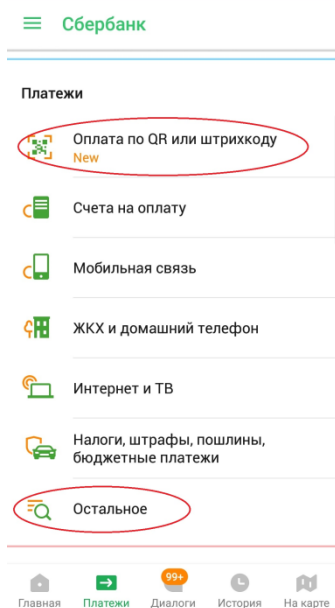 Сбербанк
Платежи
Оплата по QR или штрихкоду
New
Счета на оплату
Мобильная связь
ЖКХ и домашний телефон
Интернет и ТВ
Налоги, штрафы, пошлины,
бюджетные платежи
Остальное
99+
Главная Платежи Диалоги История На карте